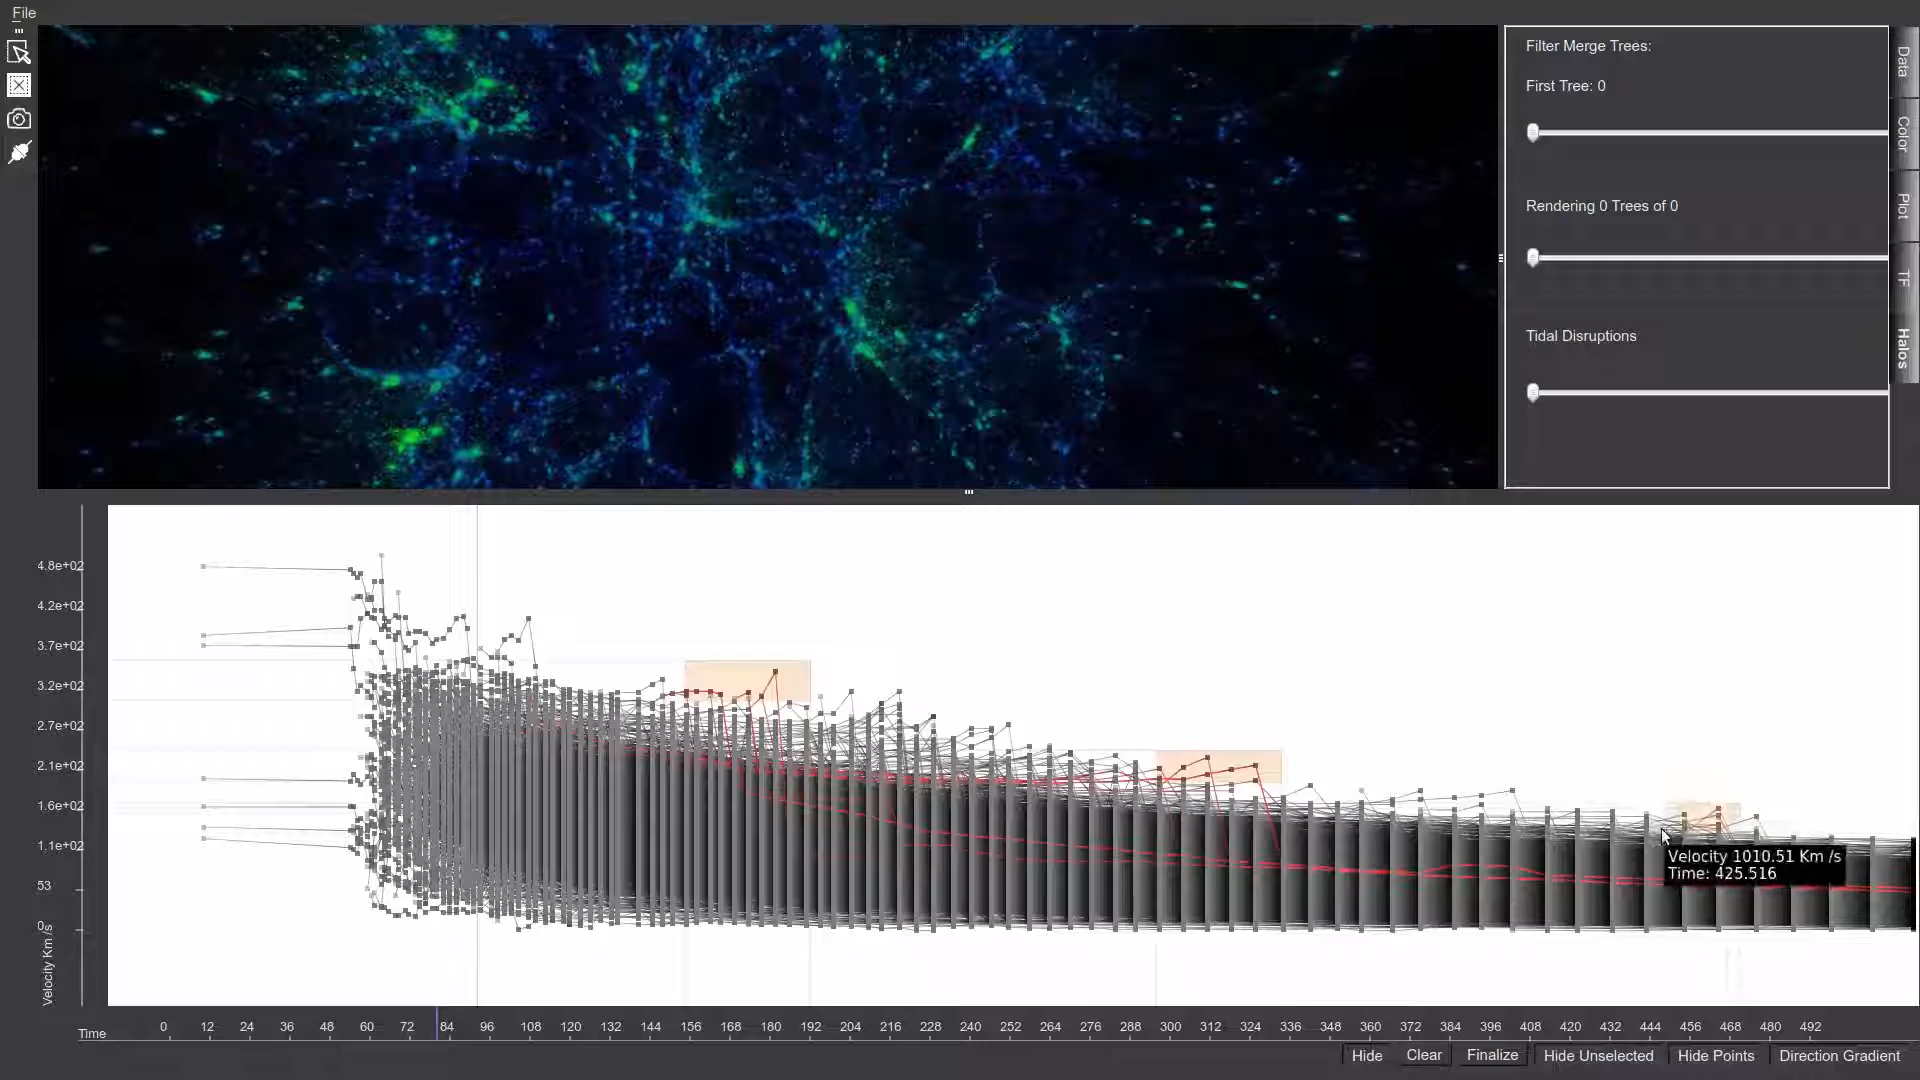 File
Filter Merge Trees:
First Tree: 0
Rendering 0 Trees of 0
Tidal Disruptions
Data
Color
Plot
TF
Halos
4.8e+02
4.2e+02
3.7e+02
3.2e+02
2.7e+02
2.1e+02
1.6e+02
1.1e+02
53
0
Velocity Km /s
Velocity 1010.51 Km /s
Time: 425.516
Time 0 12 24 36 48 60 72 84 96 108 120 132 144 156 168 180 192 204 216 228 240 252 264 276 288 300 312 324 336 348 360 372 384 396 408 420 432 444 456 468 480 492
Hide Clear Finalize Hide Unselected Hide Points Direction Gradient